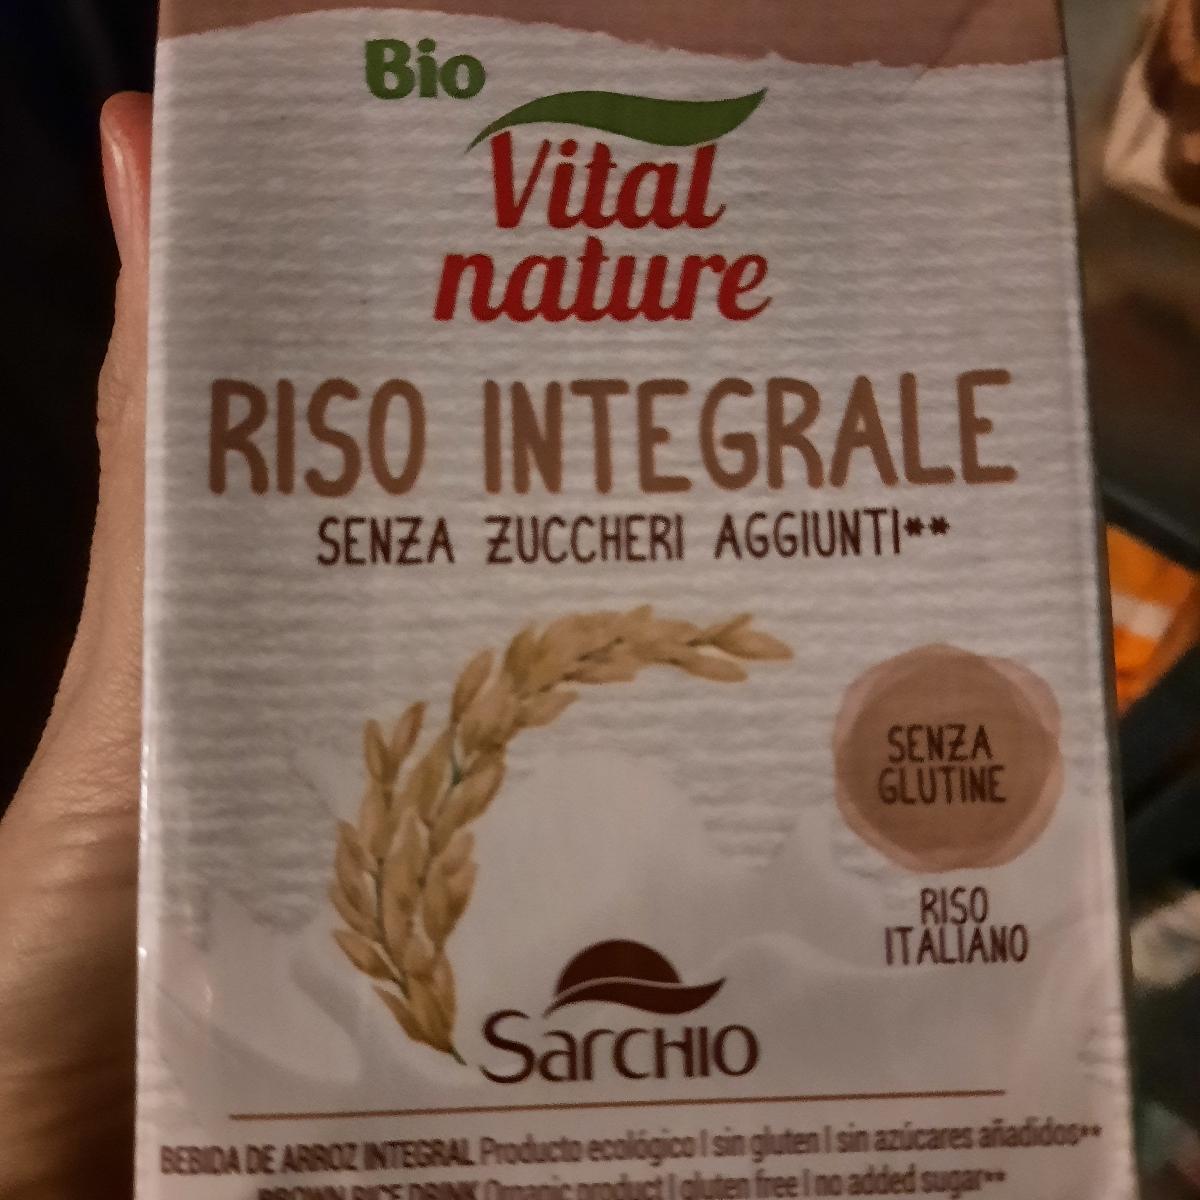 Bio
Vital
nature
RISO INTEGRALE
SENZA ZUCCHERI AGGIUNTI**
SENZA
GLUTINE
RISO
ITALIANO
SarCHIO
BEBIDA DE ARROZ INTEGRAL Producto ecológico | sin gluten | sin azúcares añadidos**
BROWN RICE DRINK Organic product | gluten free | no added sugar**